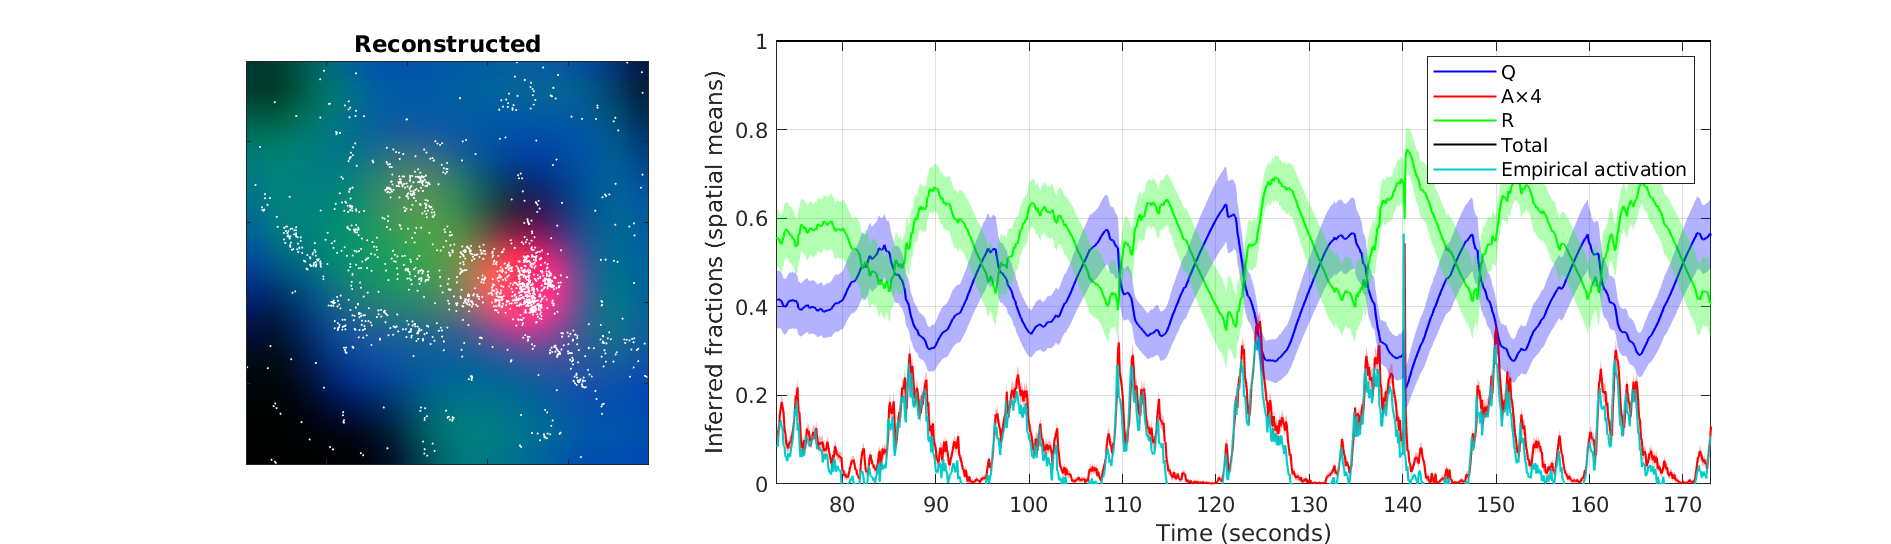 Reconstructed
Inferred fractions (spatial means)
1
0.8
0.6
0.4
0.2
0
Q
A×4
R
Total
Empirical activation
80 90 100 110 120 130 140 150 160 170
Time (seconds)